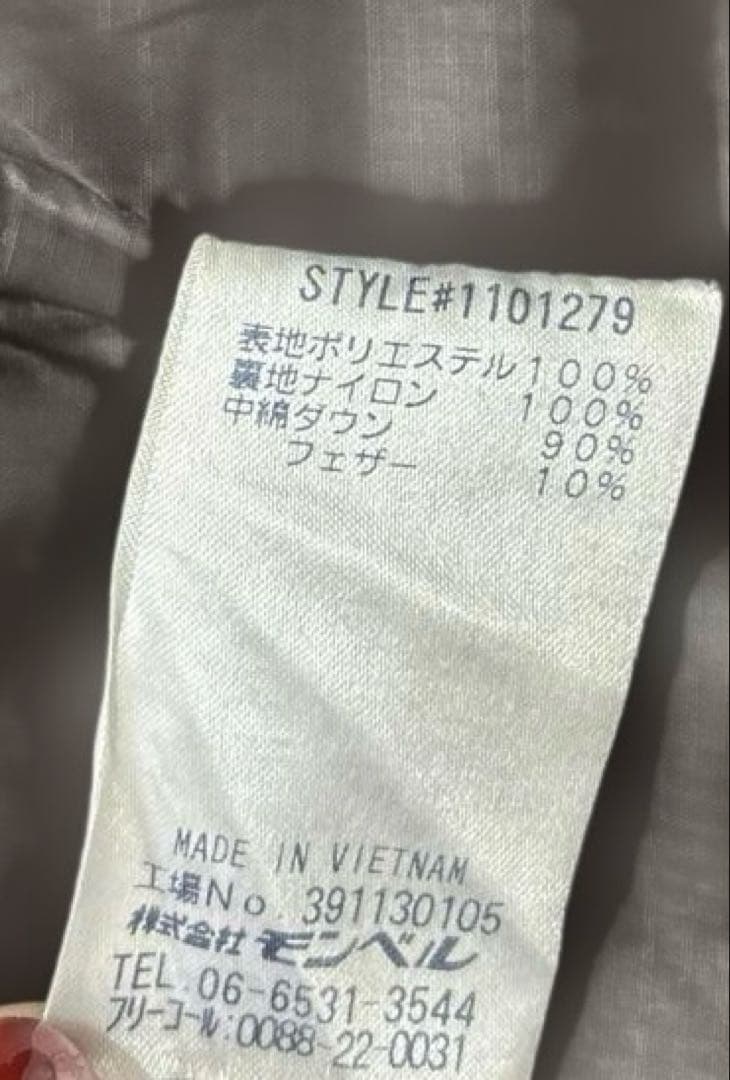 STYLE#1101279
表地ポリエステル100%
裏地ナイロン 100%
中綿ダウン 90%
フェザー 10%
MADE IN VIETNAM
工場No. 391130105
株式会社モンベル
TEL.06-6531-3544
フリーコール:0088-22-0031